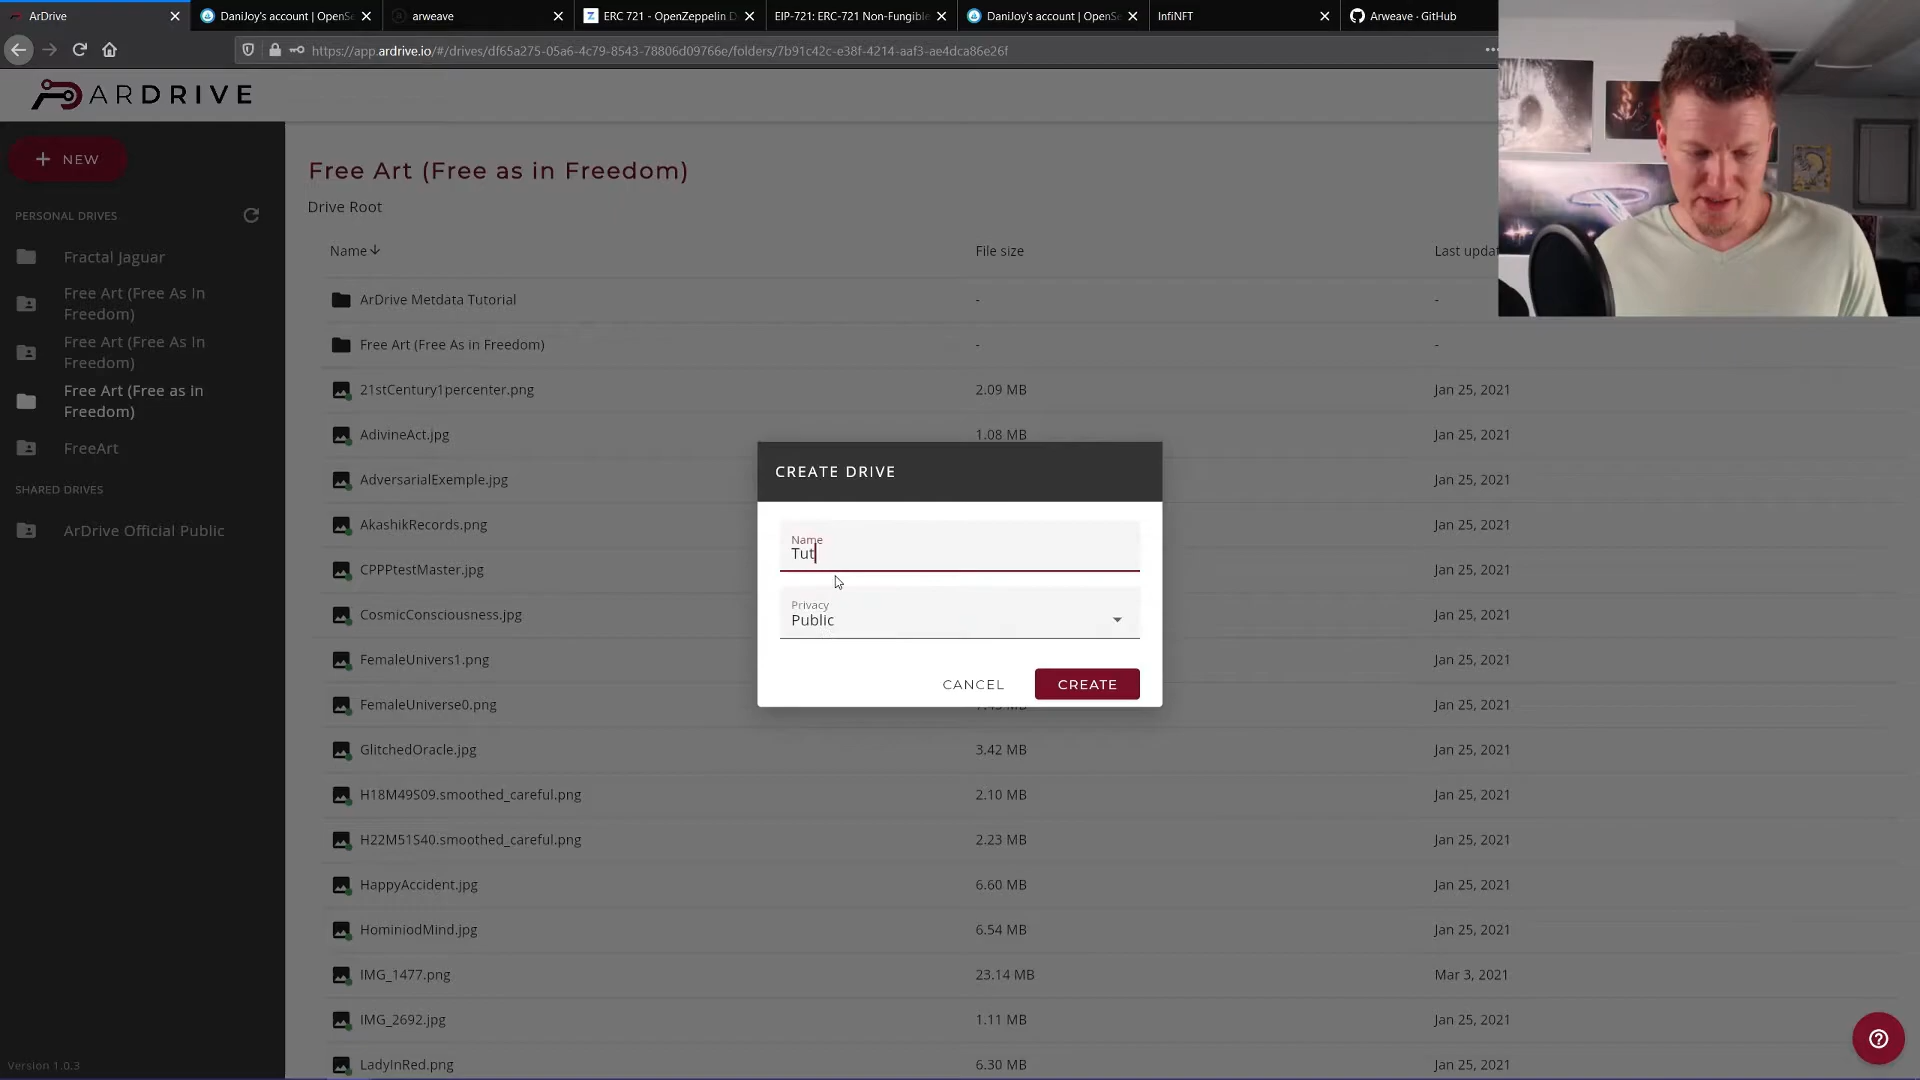 ArDrive
DaniJoy's account | OpenSe
arweave
ERC 721 - OpenZeppelin D
EIP-721: ERC-721 Non-Fungible
DaniJoy's account | OpenSe
InfiNFT
Arweave · GitHub
https://app.ardrive.io/#/drives/df65a275-05a6-4c79-8543-78806d09766e/folders/7b91c42c-e38f-4214-aaf3-ae4dca86e26f
ARDRIVE
+ NEW
PERSONAL DRIVES
Fractal Jaguar
Free Art (Free As In
Freedom)
Free Art (Free As In
Freedom)
Free Art (Free as in
Freedom)
FreeArt
SHARED DRIVES
ArDrive Official Public
Version 1.0.3
Free Art (Free as in Freedom)
Drive Root
Name File size Last updat
ArDrive Metdata Tutorial - -
Free Art (Free As in Freedom) - -
21stCentury1percenter.png 2.09 MB Jan 25, 2021
AdivineAct.jpg 1.08 MB Jan 25, 2021
AdversarialExemple.jpg Jan 25, 2021
AkashikRecords.png Jan 25, 2021
CPPPtestMaster.jpg Jan 25, 2021
CosmicConsciousness.jpg Jan 25, 2021
FemaleUnivers1.png Jan 25, 2021
FemaleUniverse0.png Jan 25, 2021
GlitchedOracle.jpg 3.42 MB Jan 25, 2021
H18M49S09.smoothed_careful.png 2.10 MB Jan 25, 2021
H22M51S40.smoothed_careful.png 2.23 MB Jan 25, 2021
HappyAccident.jpg 6.60 MB Jan 25, 2021
HominiodMind.jpg 6.54 MB Jan 25, 2021
IMG_1477.png 23.14 MB Mar 3, 2021
IMG_2692.jpg 1.11 MB Jan 25, 2021
LadyInRed.png 6.30 MB Jan 25, 2021
CREATE DRIVE
Name
Tut
Privacy
Public
CANCEL
CREATE